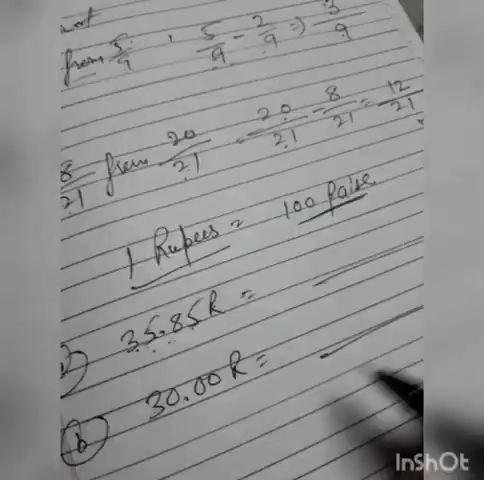 from 5/9, 5/9 - 2/9 => 3/9
8/21 from 20/21 = 20/21 - 8/21 = 12/21
1 Rupees = 100 Paise
35.85R =
b) 30.00R =
InShOt